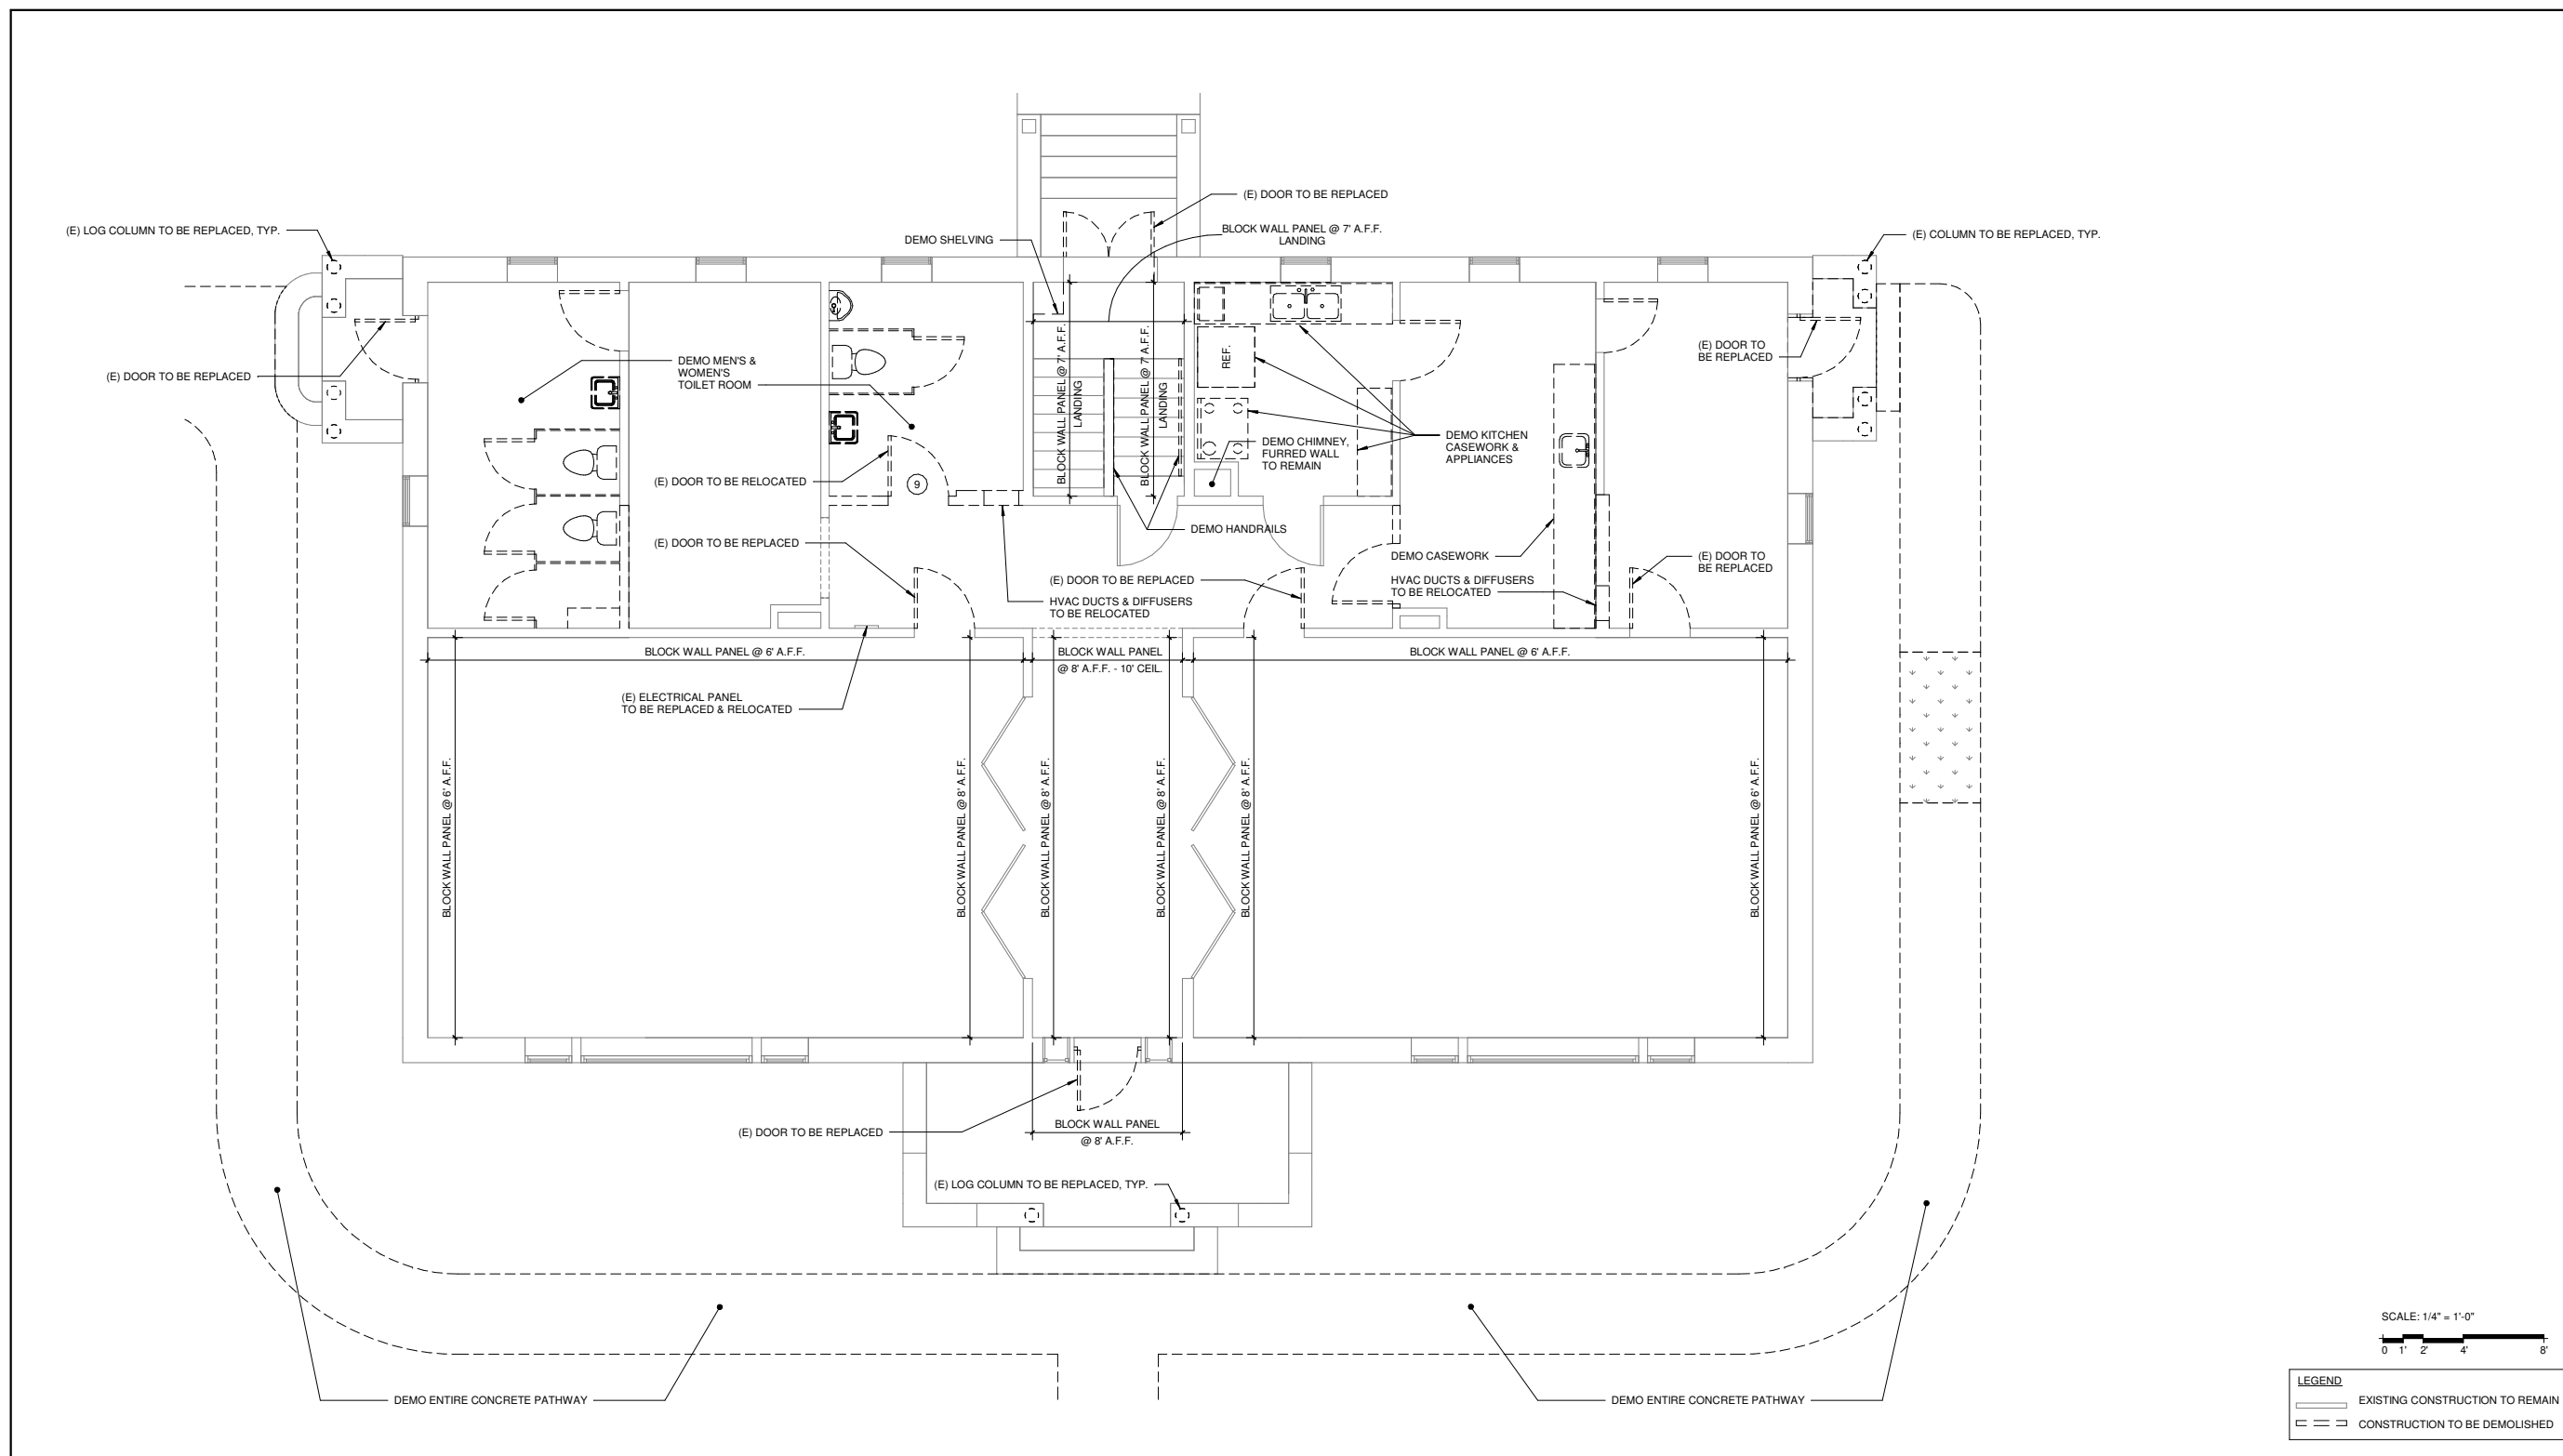 (E) DOOR TO BE REPLACED
(E) LOG COLUMN TO BE REPLACED, TYP.
BLOCK WALL PANEL @ 7' A.F.F.
LANDING
(E) COLUMN TO BE REPLACED, TYP.
DEMO SHELVING
(E) DOOR TO BE REPLACED
DEMO MEN'S &
WOMEN'S
TOILET ROOM
BLOCK WALL PANEL @ 7' A.F.F.
LANDING
BLOCK WALL PANEL @ 7' A.F.F.
LANDING
REF.
(E) DOOR TO
BE REPLACED
DEMO CHIMNEY,
FURRED WALL
TO REMAIN
DEMO KITCHEN
CASEWORK &
APPLIANCES
(E) DOOR TO BE RELOCATED
9
DEMO HANDRAILS
(E) DOOR TO BE REPLACED
DEMO CASEWORK
(E) DOOR TO
BE REPLACED
(E) DOOR TO BE REPLACED
HVAC DUCTS & DIFFUSERS
TO BE RELOCATED
HVAC DUCTS & DIFFUSERS
TO BE RELOCATED
BLOCK WALL PANEL @ 6' A.F.F.
BLOCK WALL PANEL
@ 8' A.F.F. - 10' CEIL.
BLOCK WALL PANEL @ 6' A.F.F.
(E) ELECTRICAL PANEL
TO BE REPLACED & RELOCATED
BLOCK WALL PANEL @ 6' A.F.F.
BLOCK WALL PANEL @ 8' A.F.F.
BLOCK WALL PANEL @ 8' A.F.F.
BLOCK WALL PANEL @ 8' A.F.F.
BLOCK WALL PANEL @ 8' A.F.F.
BLOCK WALL PANEL @ 6' A.F.F.
(E) DOOR TO BE REPLACED
BLOCK WALL PANEL
@ 8' A.F.F.
(E) LOG COLUMN TO BE REPLACED, TYP.
DEMO ENTIRE CONCRETE PATHWAY
DEMO ENTIRE CONCRETE PATHWAY
SCALE: 1/4" = 1'-0"
0 1' 2' 4' 8'
LEGEND
EXISTING CONSTRUCTION TO REMAIN
CONSTRUCTION TO BE DEMOLISHED